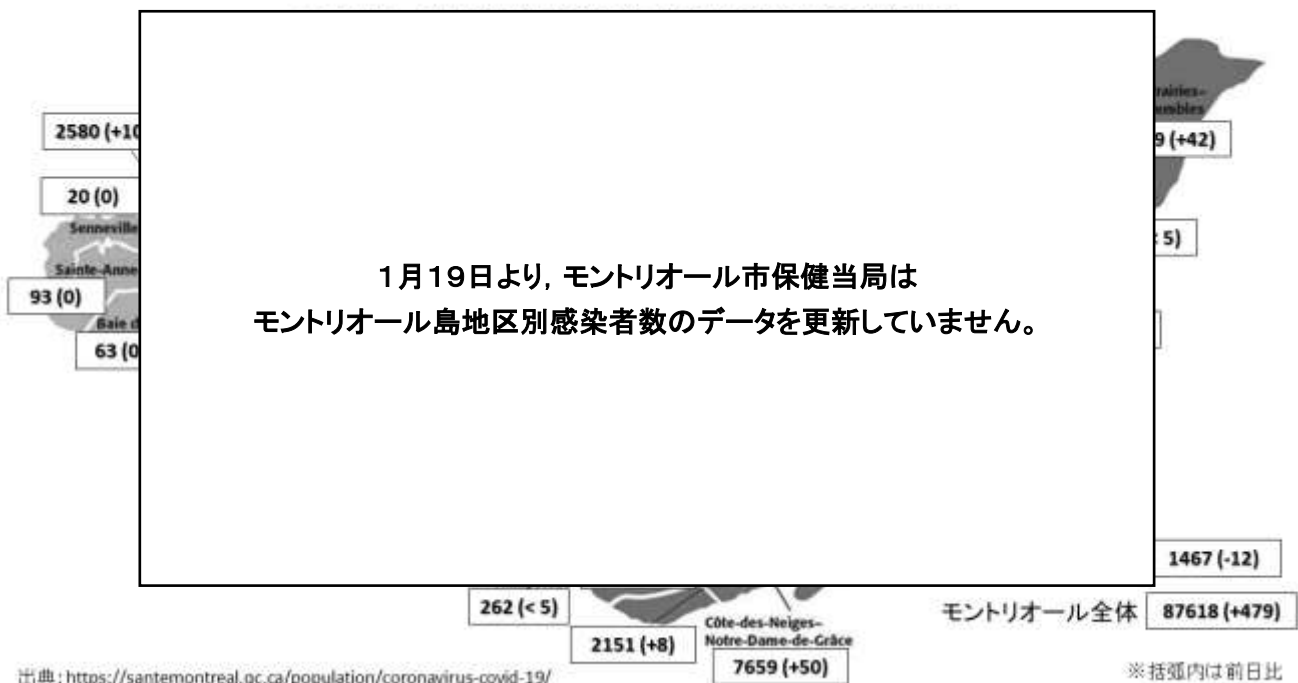 2580 (+10
20 (0)
Senneville
Sainte-Anne
93 (0)
Baie d
63 (0
1月19日より，モントリオール市保健当局は
モントリオール島地区別感染者数のデータを更新していません。
9 (+42)
5)
1467 (-12)
262 (< 5)
2151 (+8)
Côte-des-Neiges–
Notre-Dame-de-Grâce
7659 (+50)
モントリオール全体 87618 (+479)
出典: https://santemontreal.qc.ca/population/coronavirus-covid-19/
※括弧内は前日比